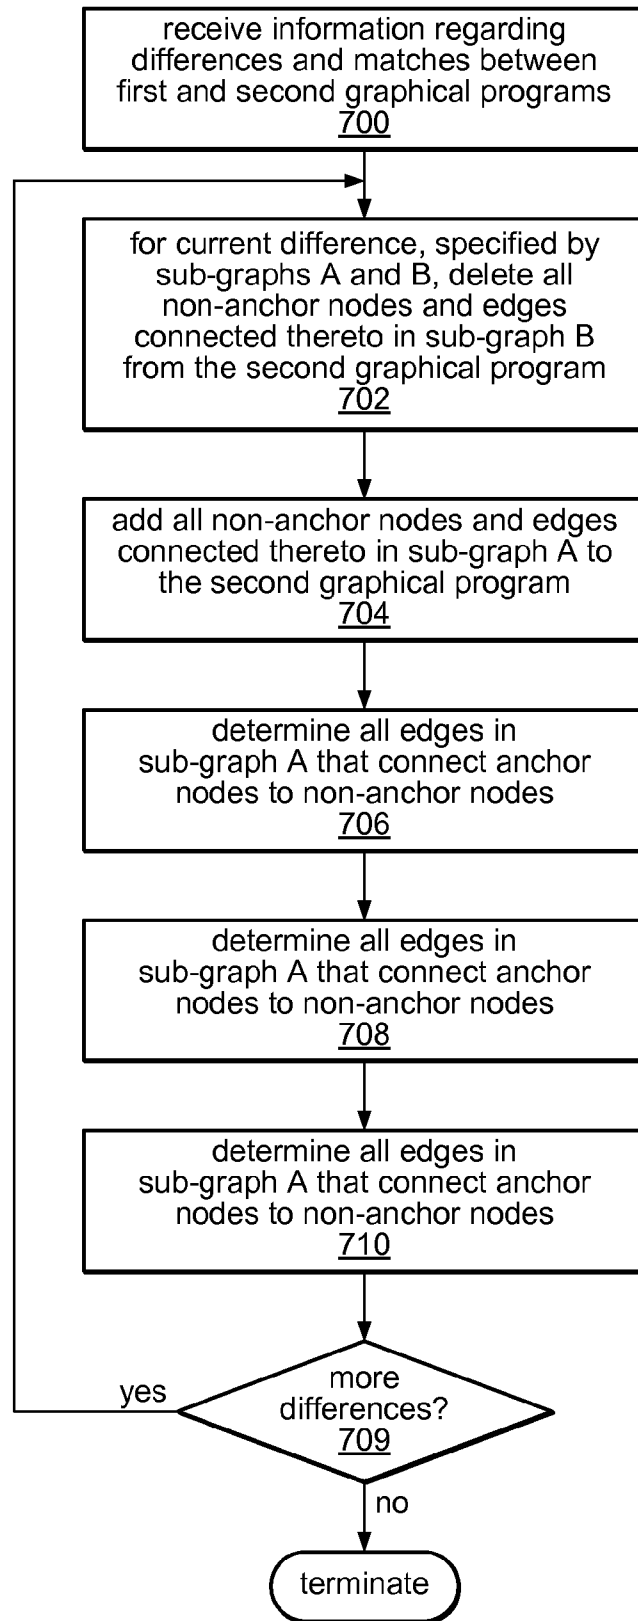 receive information regarding
differences and matches between
first and second graphical programs
700
for current difference, specified by
sub-graphs A and B, delete all
non-anchor nodes and edges
connected thereto in sub-graph B
from the second graphical program
702
add all non-anchor nodes and edges
connected thereto in sub-graph A to
the second graphical program
704
determine all edges in
sub-graph A that connect anchor
nodes to non-anchor nodes
706
determine all edges in
sub-graph A that connect anchor
nodes to non-anchor nodes
708
determine all edges in
sub-graph A that connect anchor
nodes to non-anchor nodes
710
yes
more
differences?
709
no
terminate